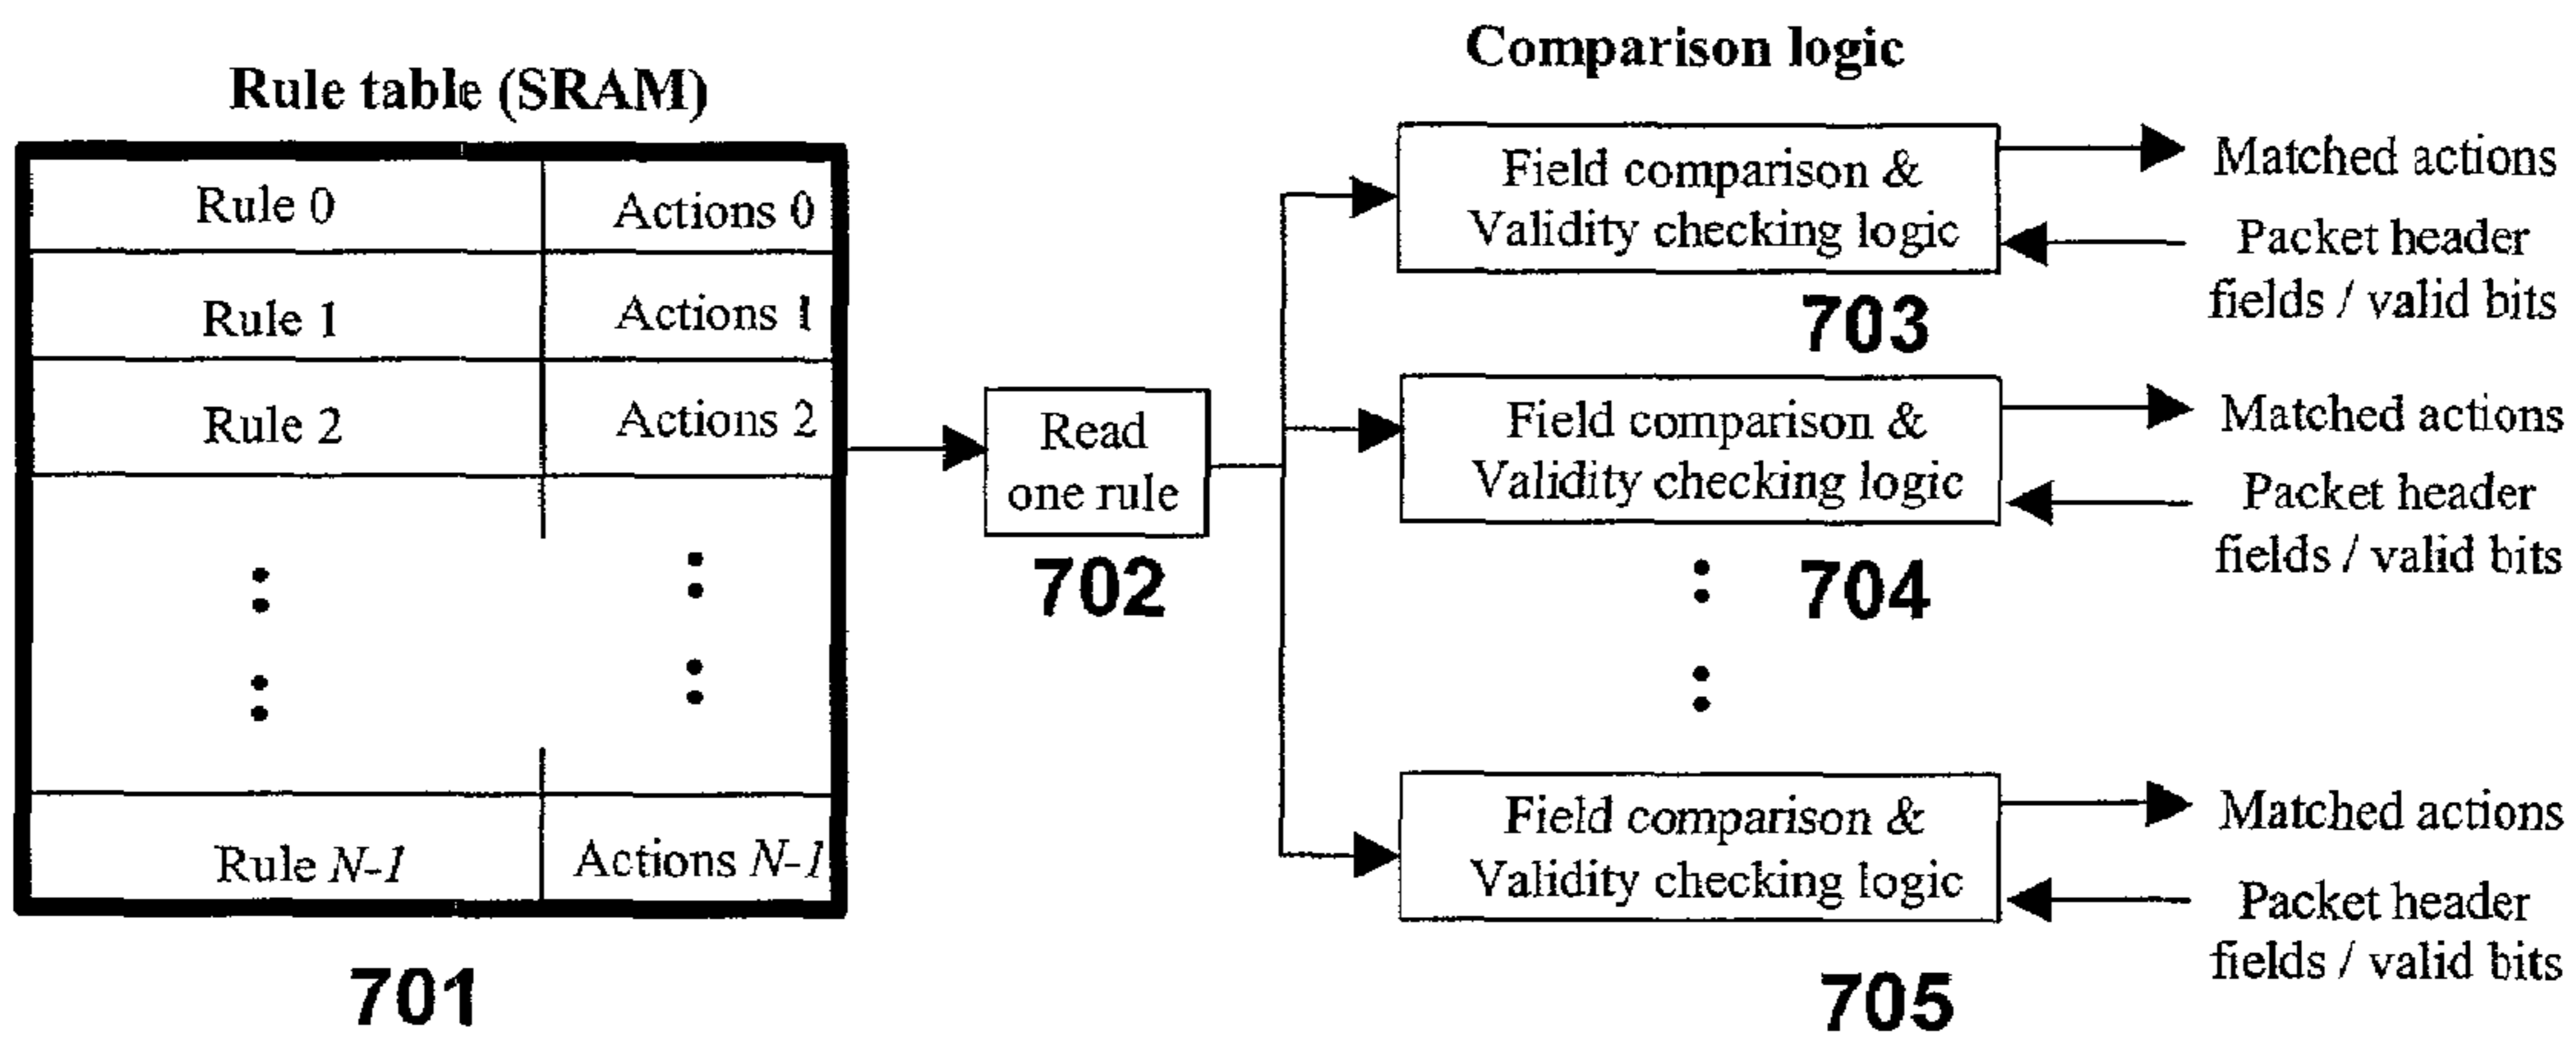 Rule table (SRAM)
Rule 0
Actions 0
Rule 1
Actions 1
Rule 2
Actions 2
Rule N-1
Actions N-1
701
Read
one rule
702
Comparison logic
Field comparison &
Validity checking logic
703
Matched actions
Packet header
fields / valid bits
Field comparison &
Validity checking logic
704
Matched actions
Packet header
fields / valid bits
Field comparison &
Validity checking logic
705
Matched actions
Packet header
fields / valid bits